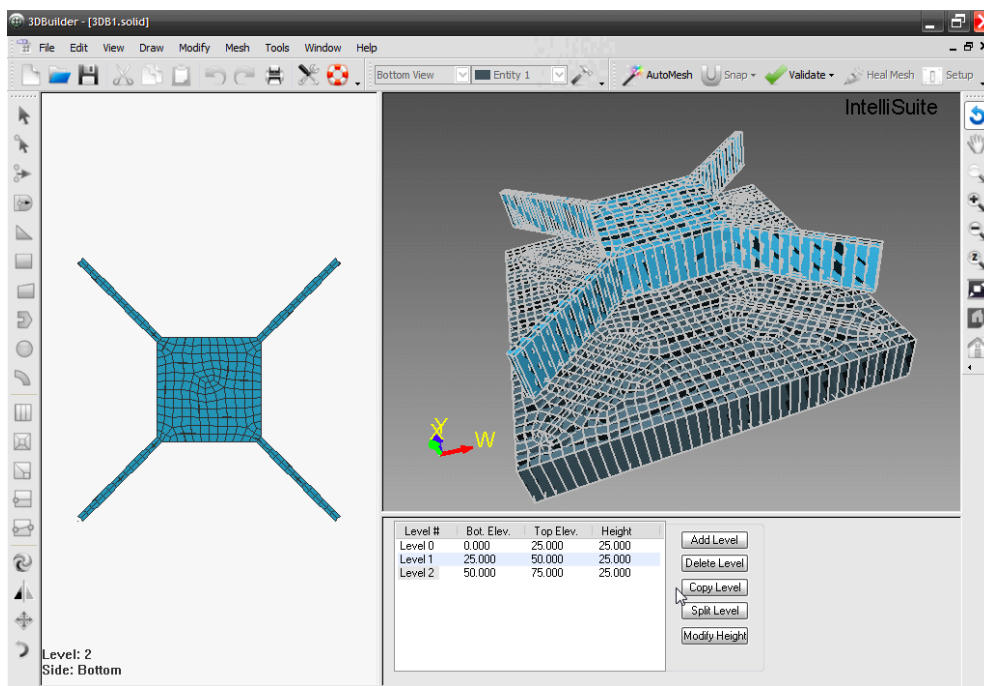 3DBuilder - [3DB1.solid]
File Edit View Draw Modify Mesh Tools Window Help
Bottom View Entity 1 AutoMesh Snap Validate Heal Mesh Setup
IntelliSuite
Y
X
W
Level: 2
Side: Bottom
Level # Bot. Elev. Top Elev. Height
Level 0 0.000 25.000 25.000
Level 1 25.000 50.000 25.000
Level 2 50.000 75.000 25.000
Add Level
Delete Level
Copy Level
Split Level
Modify Height